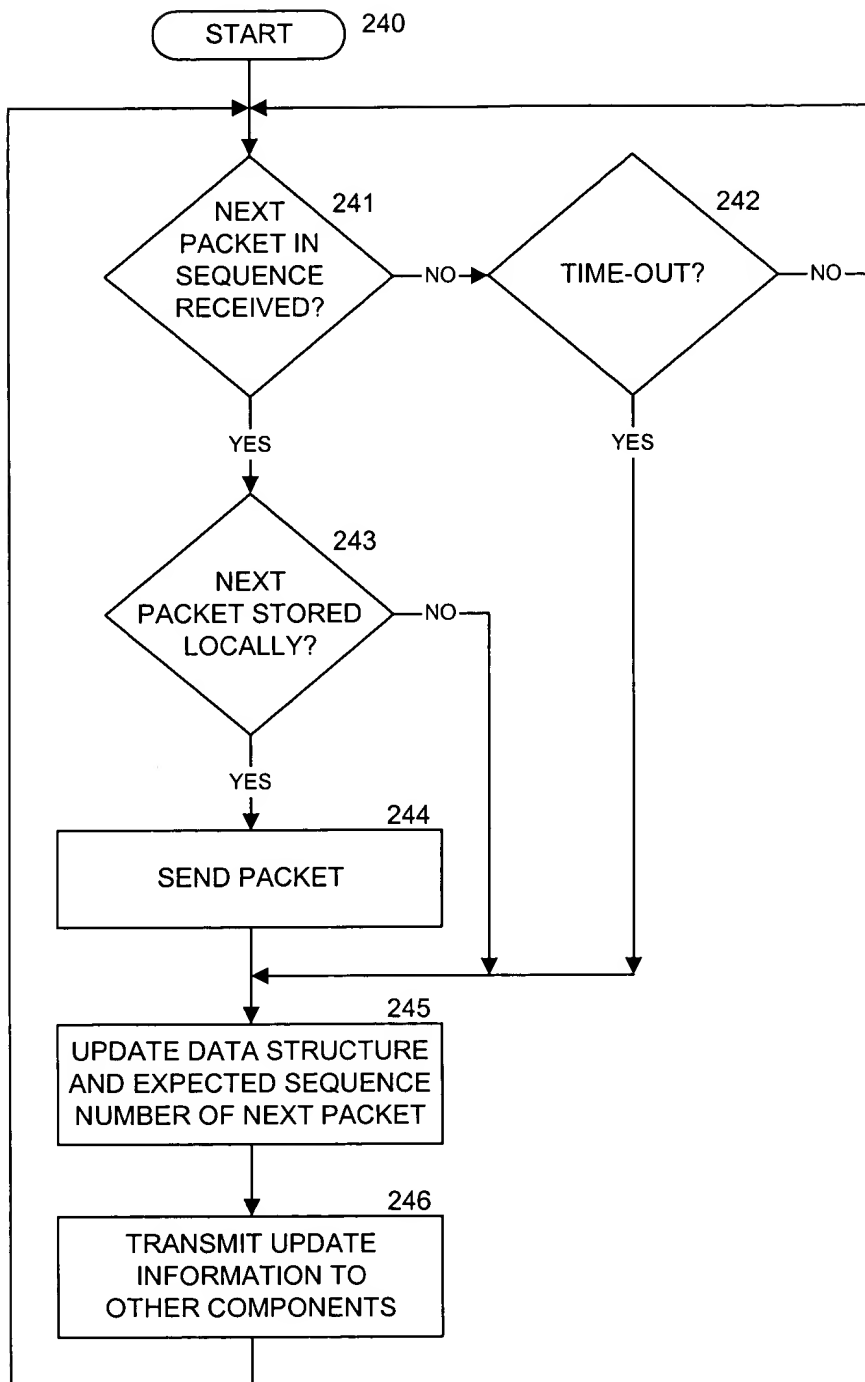 START
240
NEXT
PACKET IN
SEQUENCE
RECEIVED?
241
NO
TIME-OUT?
242
NO
YES
YES
NEXT
PACKET STORED
LOCALLY?
243
NO
YES
244
SEND PACKET
245
UPDATE DATA STRUCTURE
AND EXPECTED SEQUENCE
NUMBER OF NEXT PACKET
246
TRANSMIT UPDATE
INFORMATION TO
OTHER COMPONENTS